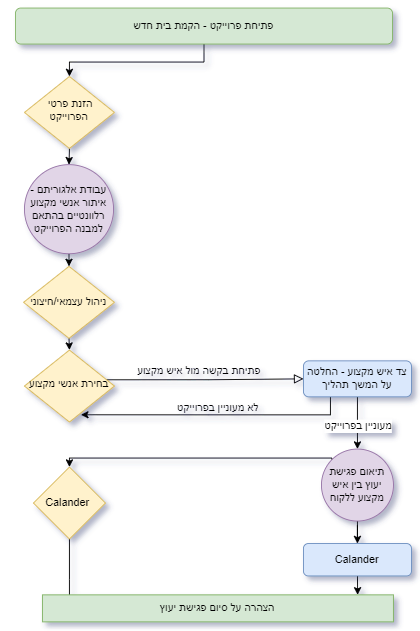 פתיחת פרוייקט - הקמת בית חדש
הזנת פרטי
הפרוייקט
עבודת אלגוריתם -
איתור אנשי מקצוע
רלוונטיים בהתאם
למבנה הפרוייקט
ניהול עצמאי/חיצוני
בחירת אנשי מקצוע
פתיחת בקשה מול איש מקצוע
צד איש מקצוע - החלטה
על המשך תהליך
לא מעוניין בפרוייקט
מעוניין בפרוייקט
תיאום פגישת
יעוץ בין איש
מקצוע ללקוח
Calander
Calander
הצהרה על סיום פגישת יעוץ